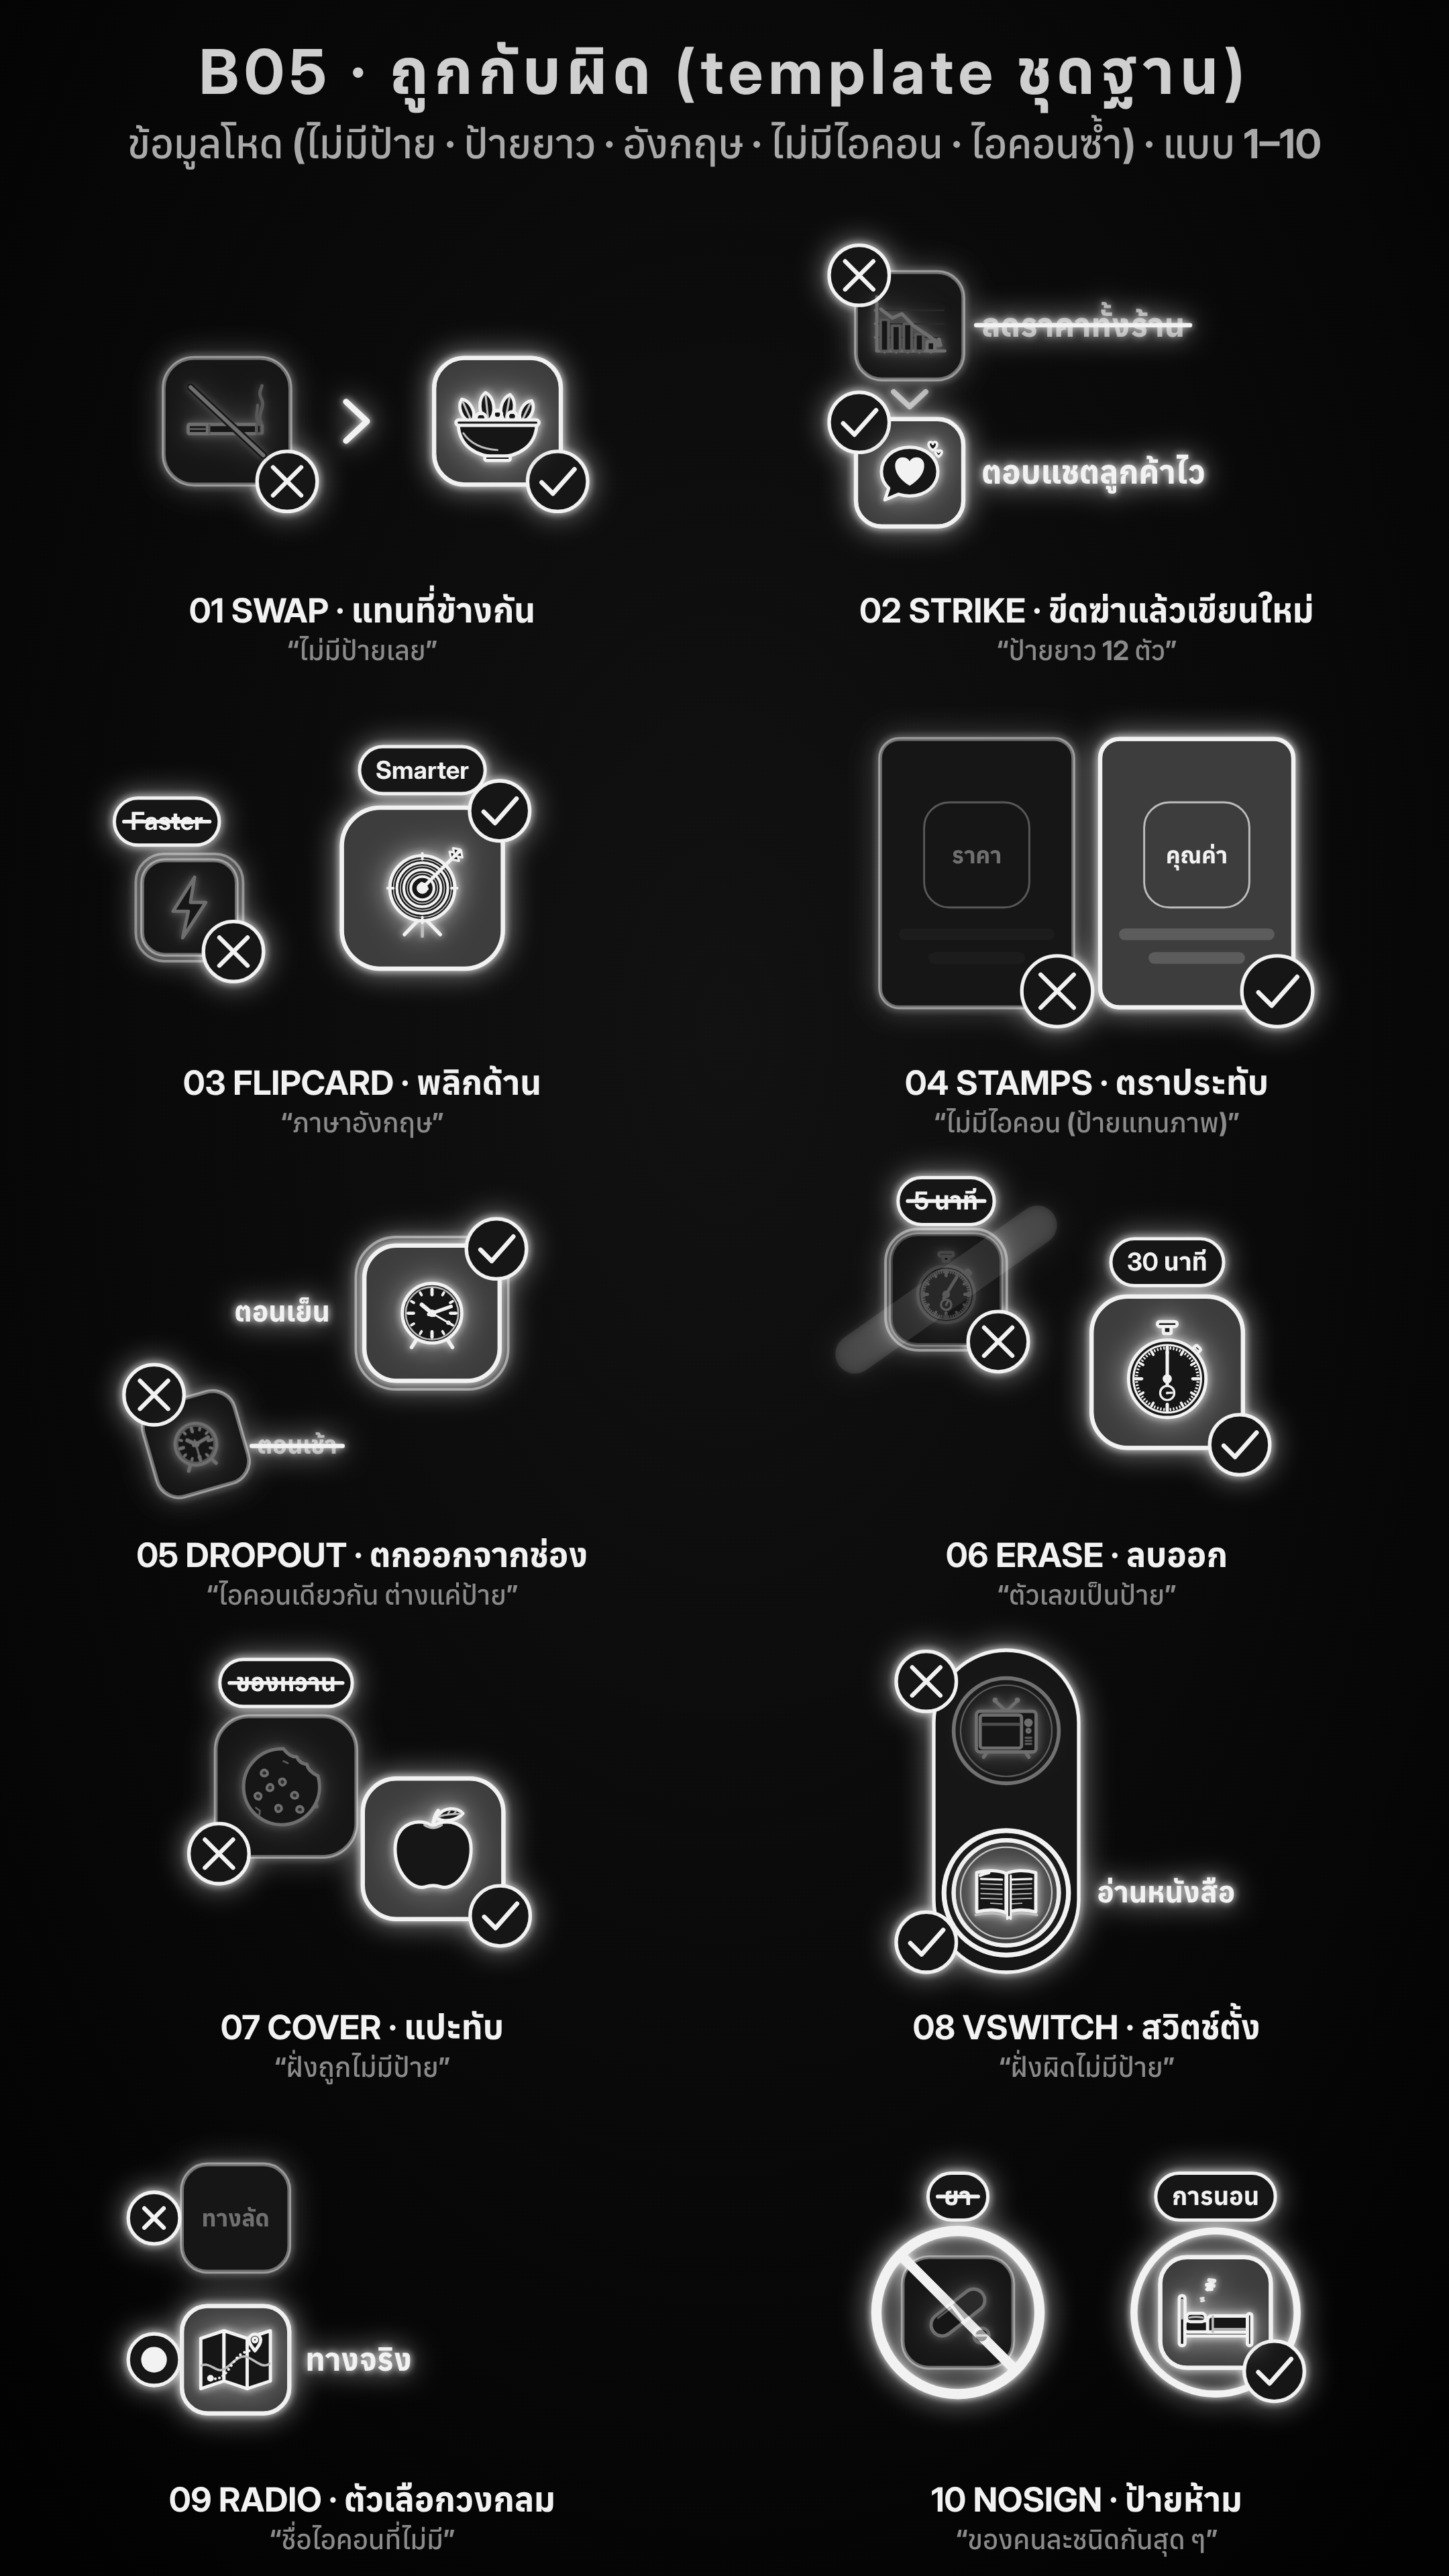 B05 · ถูกกับผิด (template ชุดฐาน)
ข้อมูลโหด (ไม่มีป้าย · ป้ายยาว · อังกฤษ · ไม่มีไอคอน · ไอคอนซ้ำ) · แบบ 1–10
ลดราคาทั้งร้าน
ตอบแชตลูกค้าไว
01 SWAP · แทนที่ข้างกัน
“ไม่มีป้ายเลย”
02 STRIKE · ขีดฆ่าแล้วเขียนใหม่
“ป้ายยาว 12 ตัว”
Smarter
Faster
ราคา
คุณค่า
03 FLIPCARD · พลิกด้าน
“ภาษาอังกฤษ”
04 STAMPS · ตราประทับ
“ไม่มีไอคอน (ป้ายแทนภาพ)”
ตอนเย็น
ตอนเช้า
5 นาที
30 นาที
05 DROPOUT · ตกออกจากช่อง
“ไอคอนเดียวกัน ต่างแค่ป้าย”
06 ERASE · ลบออก
“ตัวเลขเป็นป้าย”
ของหวาน
อ่านหนังสือ
07 COVER · แปะทับ
“ฝั่งถูกไม่มีป้าย”
08 VSWITCH · สวิตช์ตั้ง
“ฝั่งผิดไม่มีป้าย”
ทางลัด
ทางจริง
ยา
การนอน
09 RADIO · ตัวเลือกวงกลม
“ชื่อไอคอนที่ไม่มี”
10 NOSIGN · ป้ายห้าม
“ของคนละชนิดกันสุด ๆ”